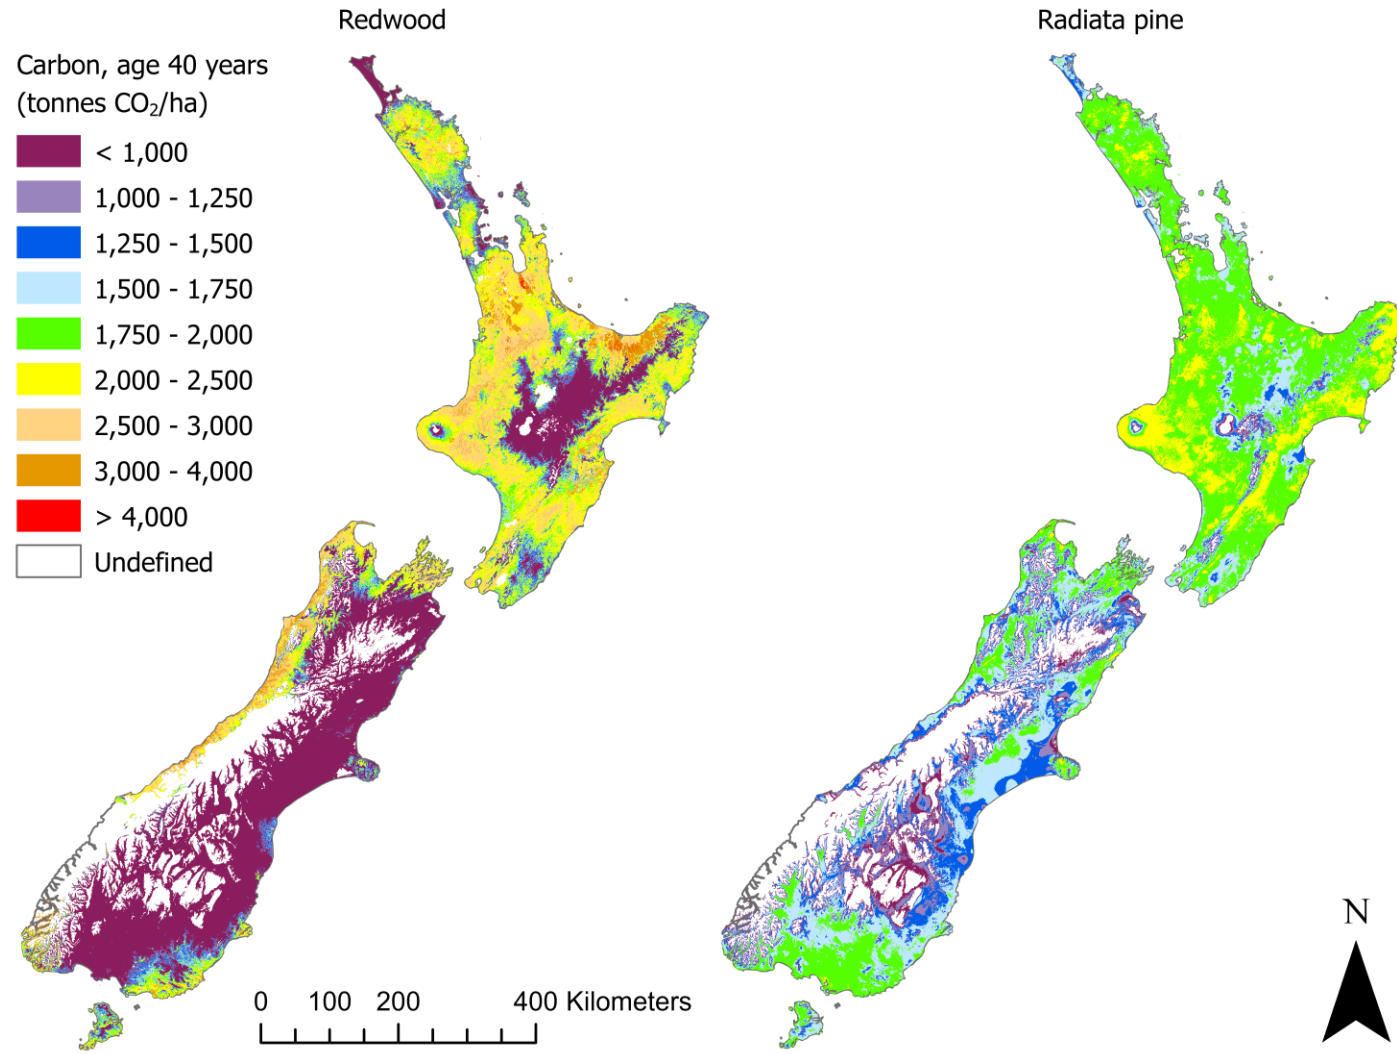 Redwood
Radiata pine
Carbon, age 40 years
(tonnes CO₂/ha)
< 1,000
1,000 - 1,250
1,250 - 1,500
1,500 - 1,750
1,750 - 2,000
2,000 - 2,500
2,500 - 3,000
3,000 - 4,000
> 4,000
Undefined
0 100 200 400 Kilometers
N